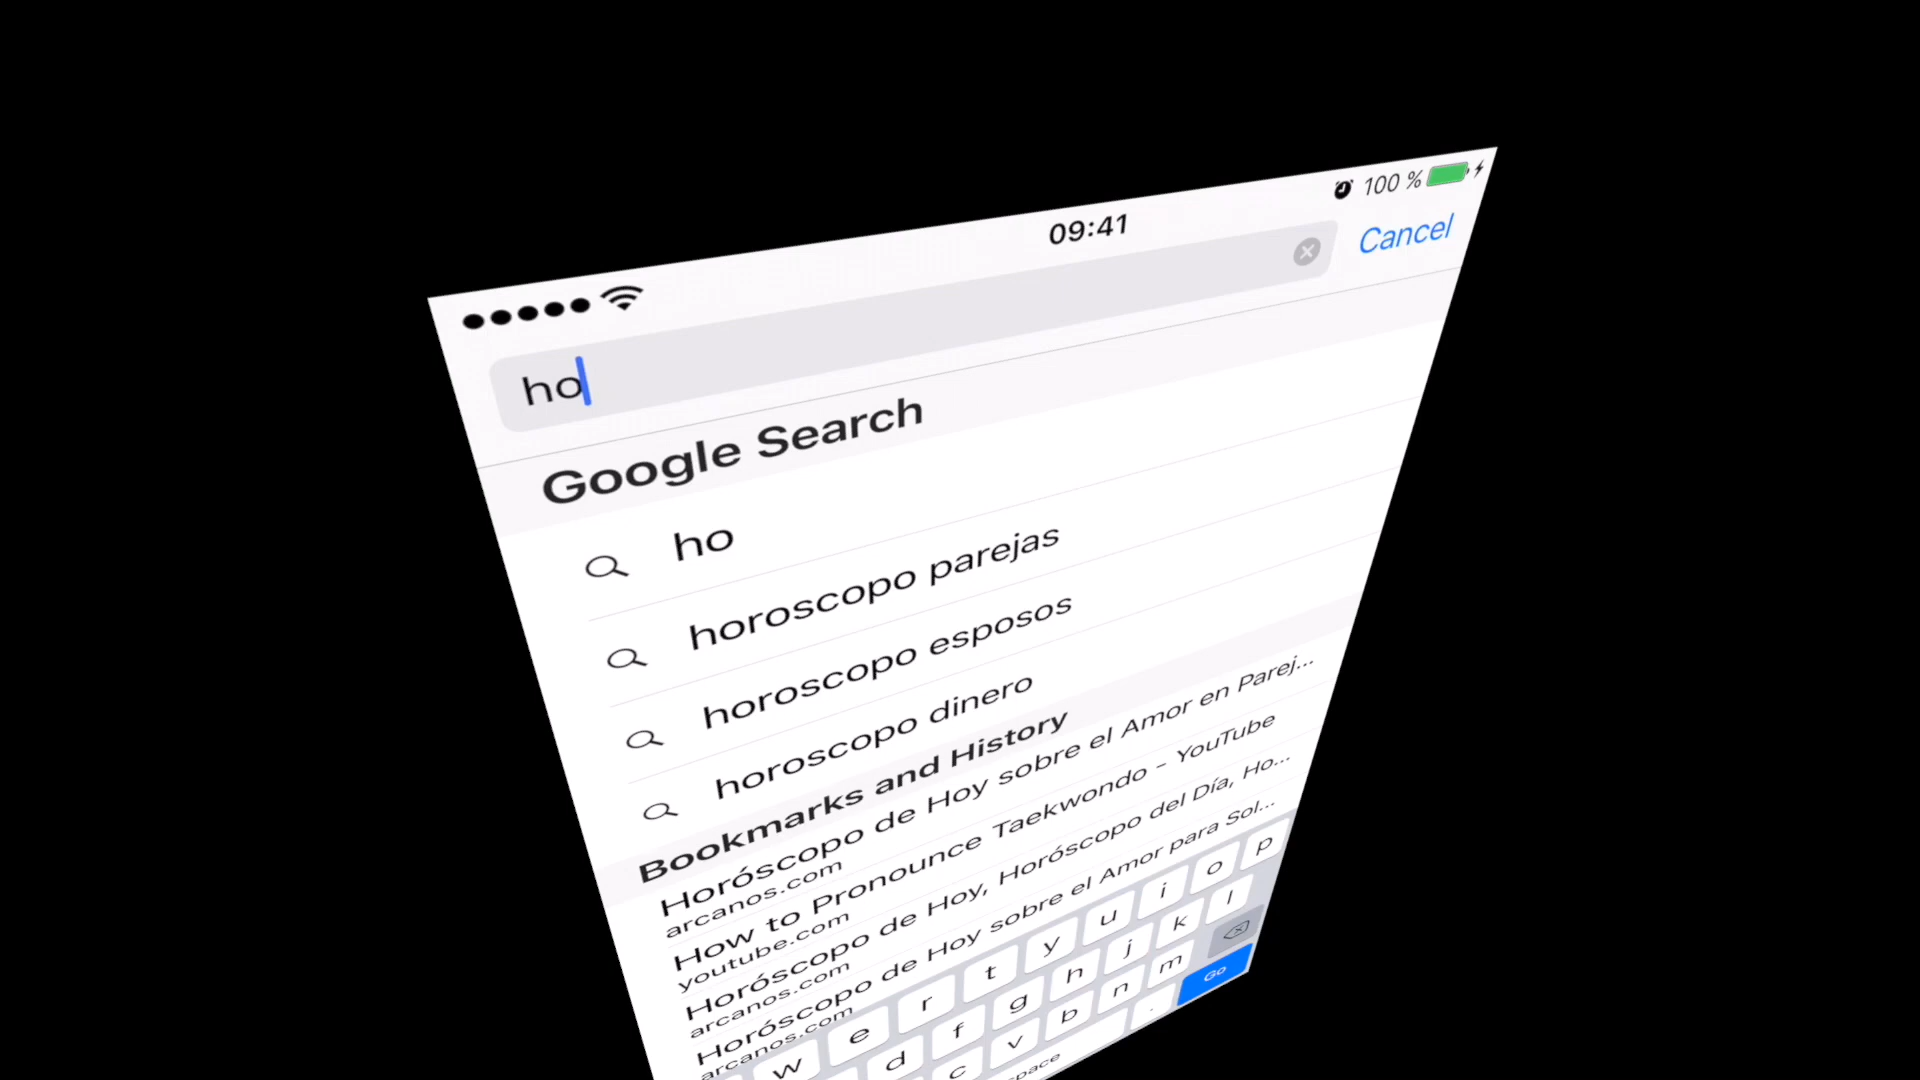 09:41
100 %
ho
Cancel
Google Search
ho
horoscopo parejas
horoscopo esposos
horoscopo dinero
Bookmarks and History
Horóscopo de Hoy sobre el Amor en Parej...
arcanos.com
How to Pronounce Taekwondo - YouTube
youtube.com
Horóscopo de Hoy, Horóscopo del Día, Ho...
arcanos.com
Horóscopo de Hoy sobre el Amor para Sol...
arcanos.com
w e r t y u i o p
d f g h j k l
c v b n m
space . Go